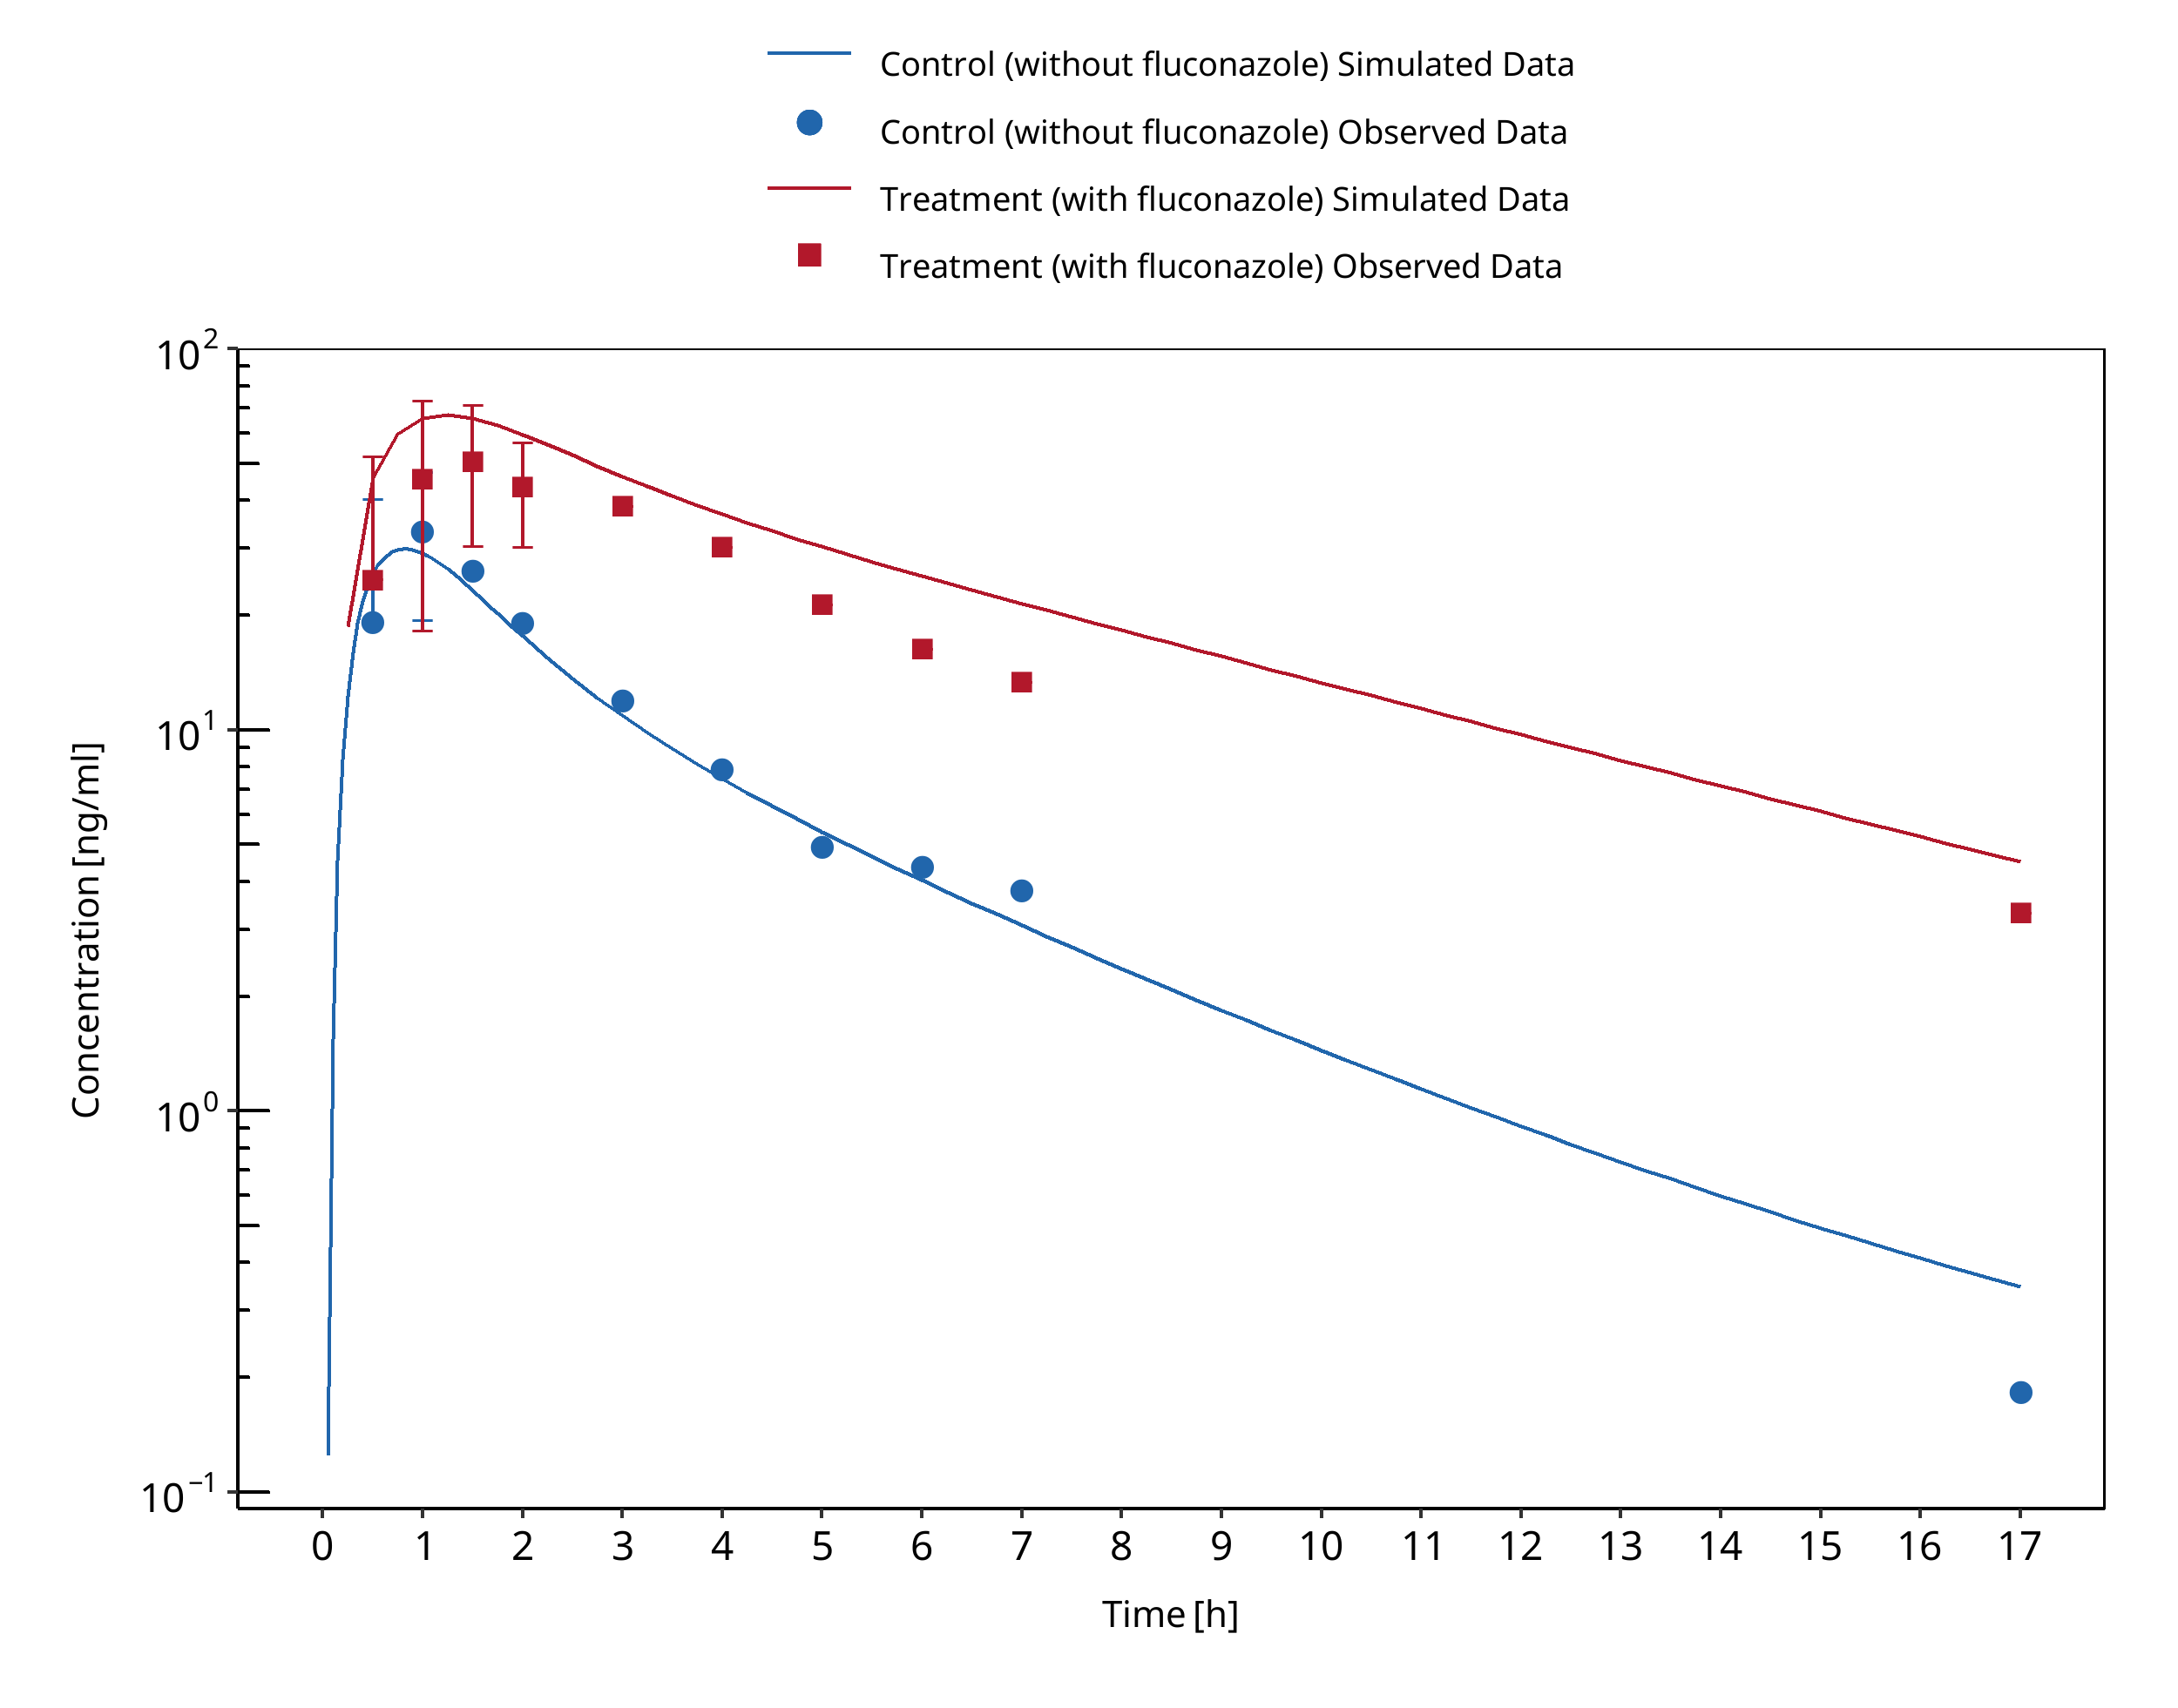 Control (without fluconazole) Simulated Data
Control (without fluconazole) Observed Data
Treatment (with fluconazole) Simulated Data
Treatment (with fluconazole) Observed Data
10²
10¹
10⁰
10⁻¹
Concentration [ng/ml]
0 1 2 3 4 5 6 7 8 9 10 11 12 13 14 15 16 17
Time [h]